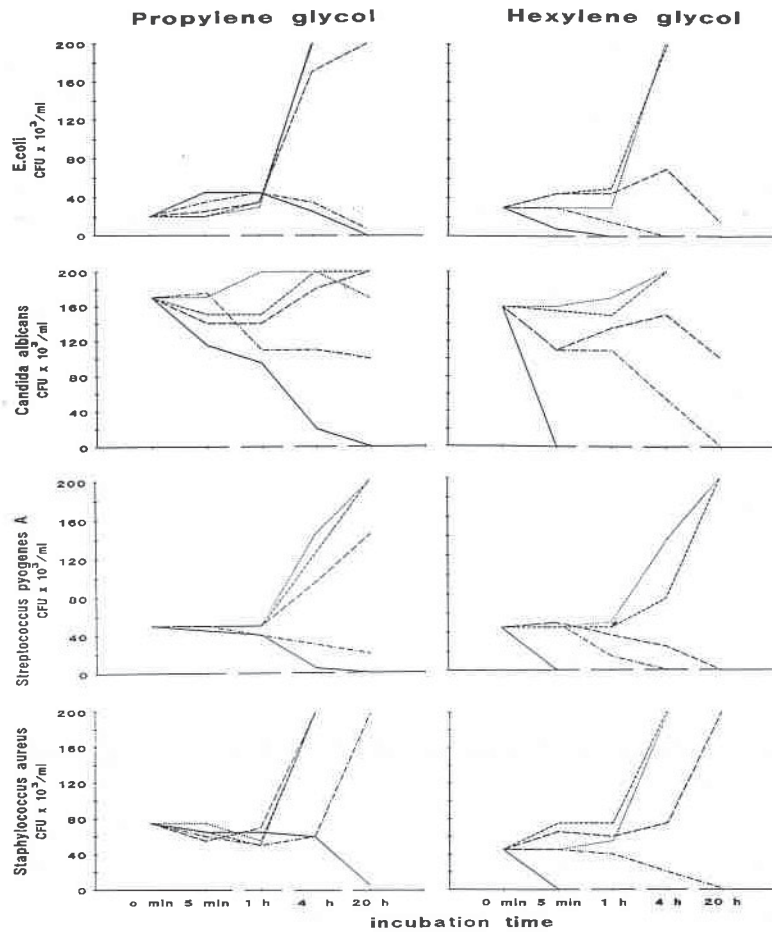 Propylene glycol Hexylene glycol
E.coli
CFU x 10³/ml
200
160
120
80
40
0
Candida albicans
CFU x 10³/ml
200
160
120
80
40
0
Streptococcus pyogenes A
CFU x 10³/ml
200
160
80
40
0
Staphylococcus aureus
CFU x 10³/ml
200
160
120
80
40
0
0 min 5 min 1 h 4 h 20 h 0 min 5 min 1 h 4 h 20 h
incubation time